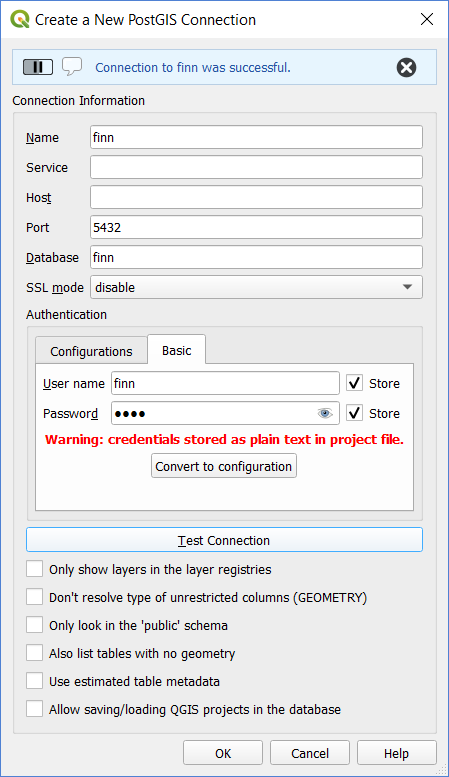 Create a New PostGIS Connection
Connection to finn was successful.
Connection Information
Name finn
Service
Host
Port 5432
Database finn
SSL mode disable
Authentication
Configurations Basic
User name finn Store
Password ●●●● Store
Warning: credentials stored as plain text in project file.
Convert to configuration
Test Connection
Only show layers in the layer registries
Don't resolve type of unrestricted columns (GEOMETRY)
Only look in the 'public' schema
Also list tables with no geometry
Use estimated table metadata
Allow saving/loading QGIS projects in the database
OK Cancel Help